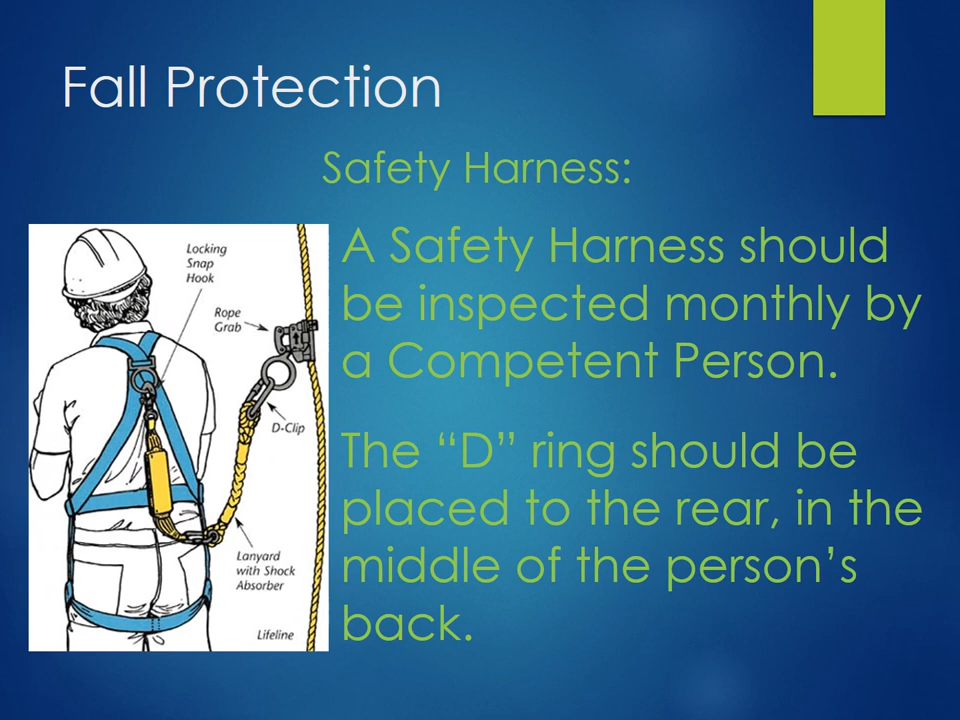 Fall Protection
Safety Harness:
Locking
Snap
Hook
Rope
Grab
D-Clip
Lanyard
with Shock
Absorber
Lifeline
A Safety Harness should
be inspected monthly by
a Competent Person.
The “D” ring should be
placed to the rear, in the
middle of the person’s
back.